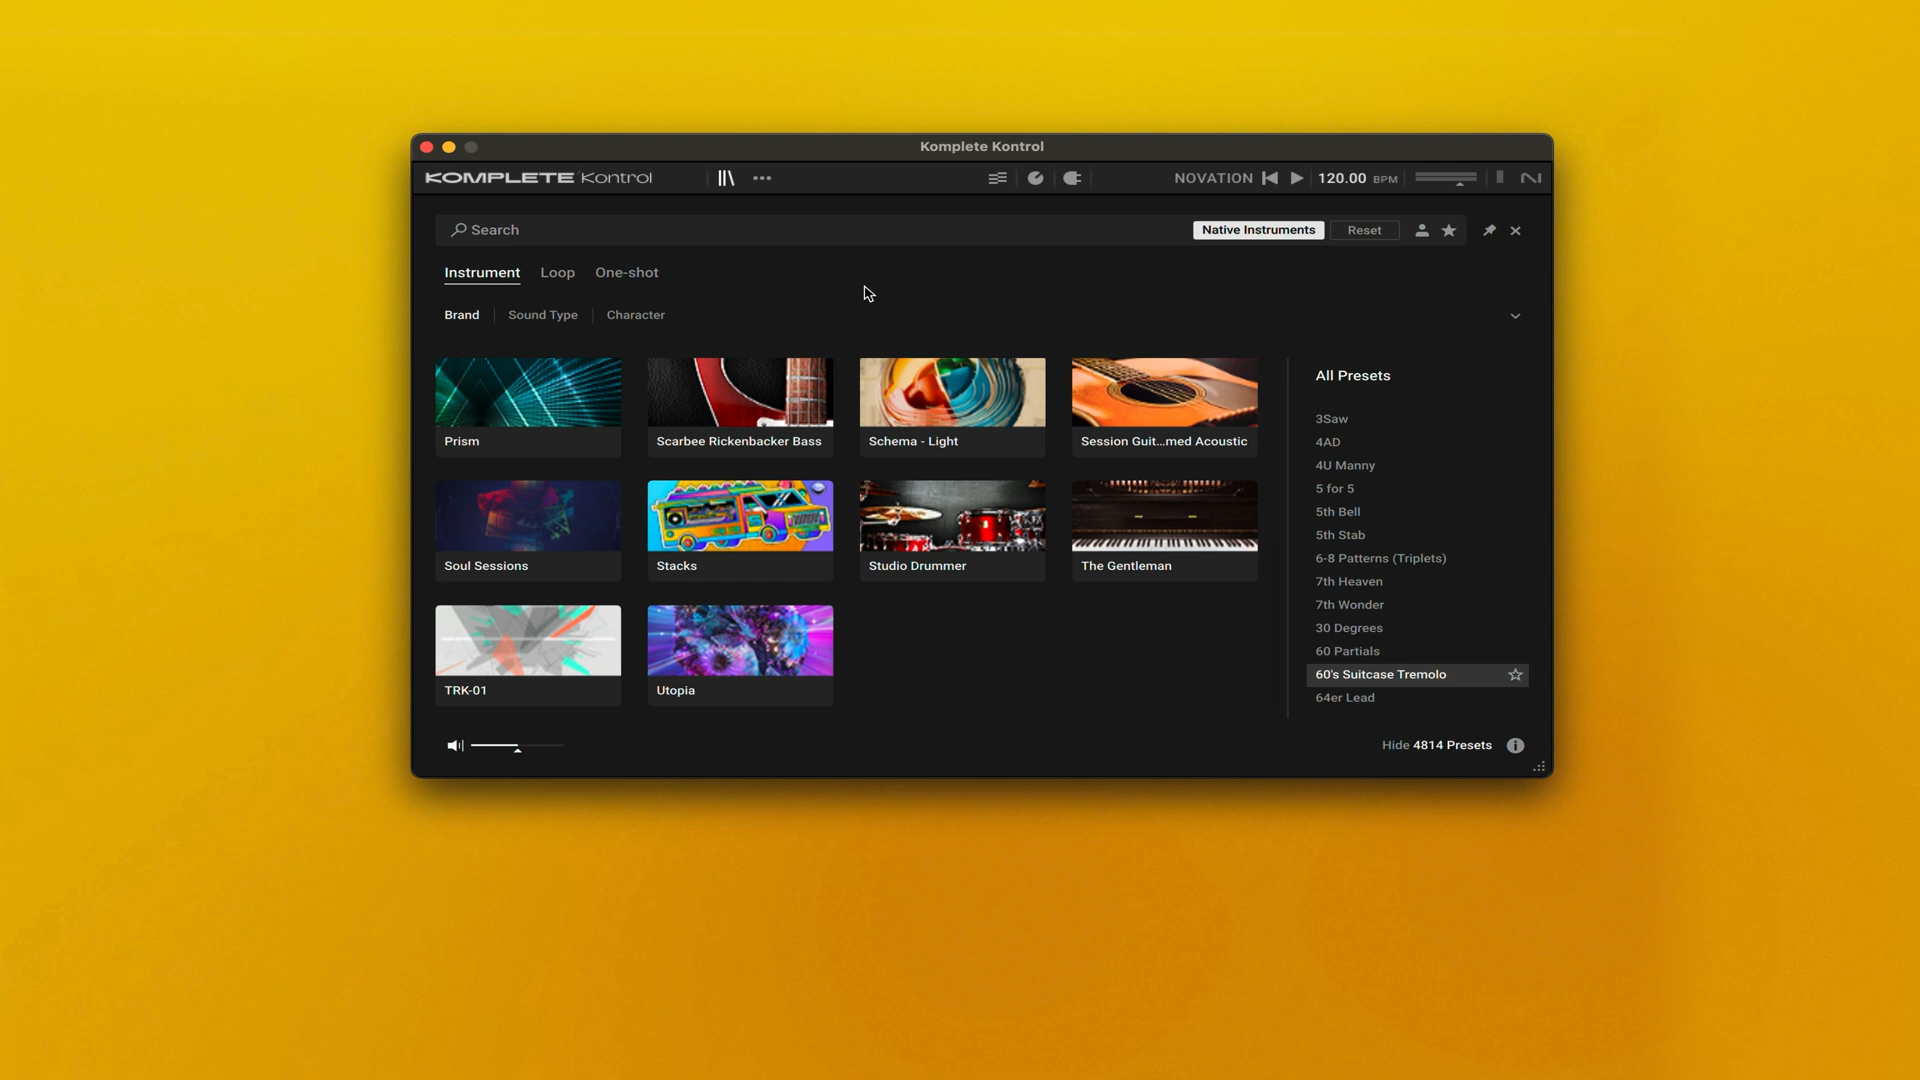 Komplete Kontrol
KOMPLETE Kontrol
NOVATION 120.00 BPM
Search
Native Instruments Reset
Instrument Loop One-shot
Brand Sound Type Character
Prism
Scarbee Rickenbacker Bass
Schema - Light
Session Guit...med Acoustic
Soul Sessions
Stacks
Studio Drummer
The Gentleman
TRK-01
Utopia
All Presets
3Saw
4AD
4U Manny
5 for 5
5th Bell
5th Stab
6-8 Patterns (Triplets)
7th Heaven
7th Wonder
30 Degrees
60 Partials
60's Suitcase Tremolo
64er Lead
Hide 4814 Presets